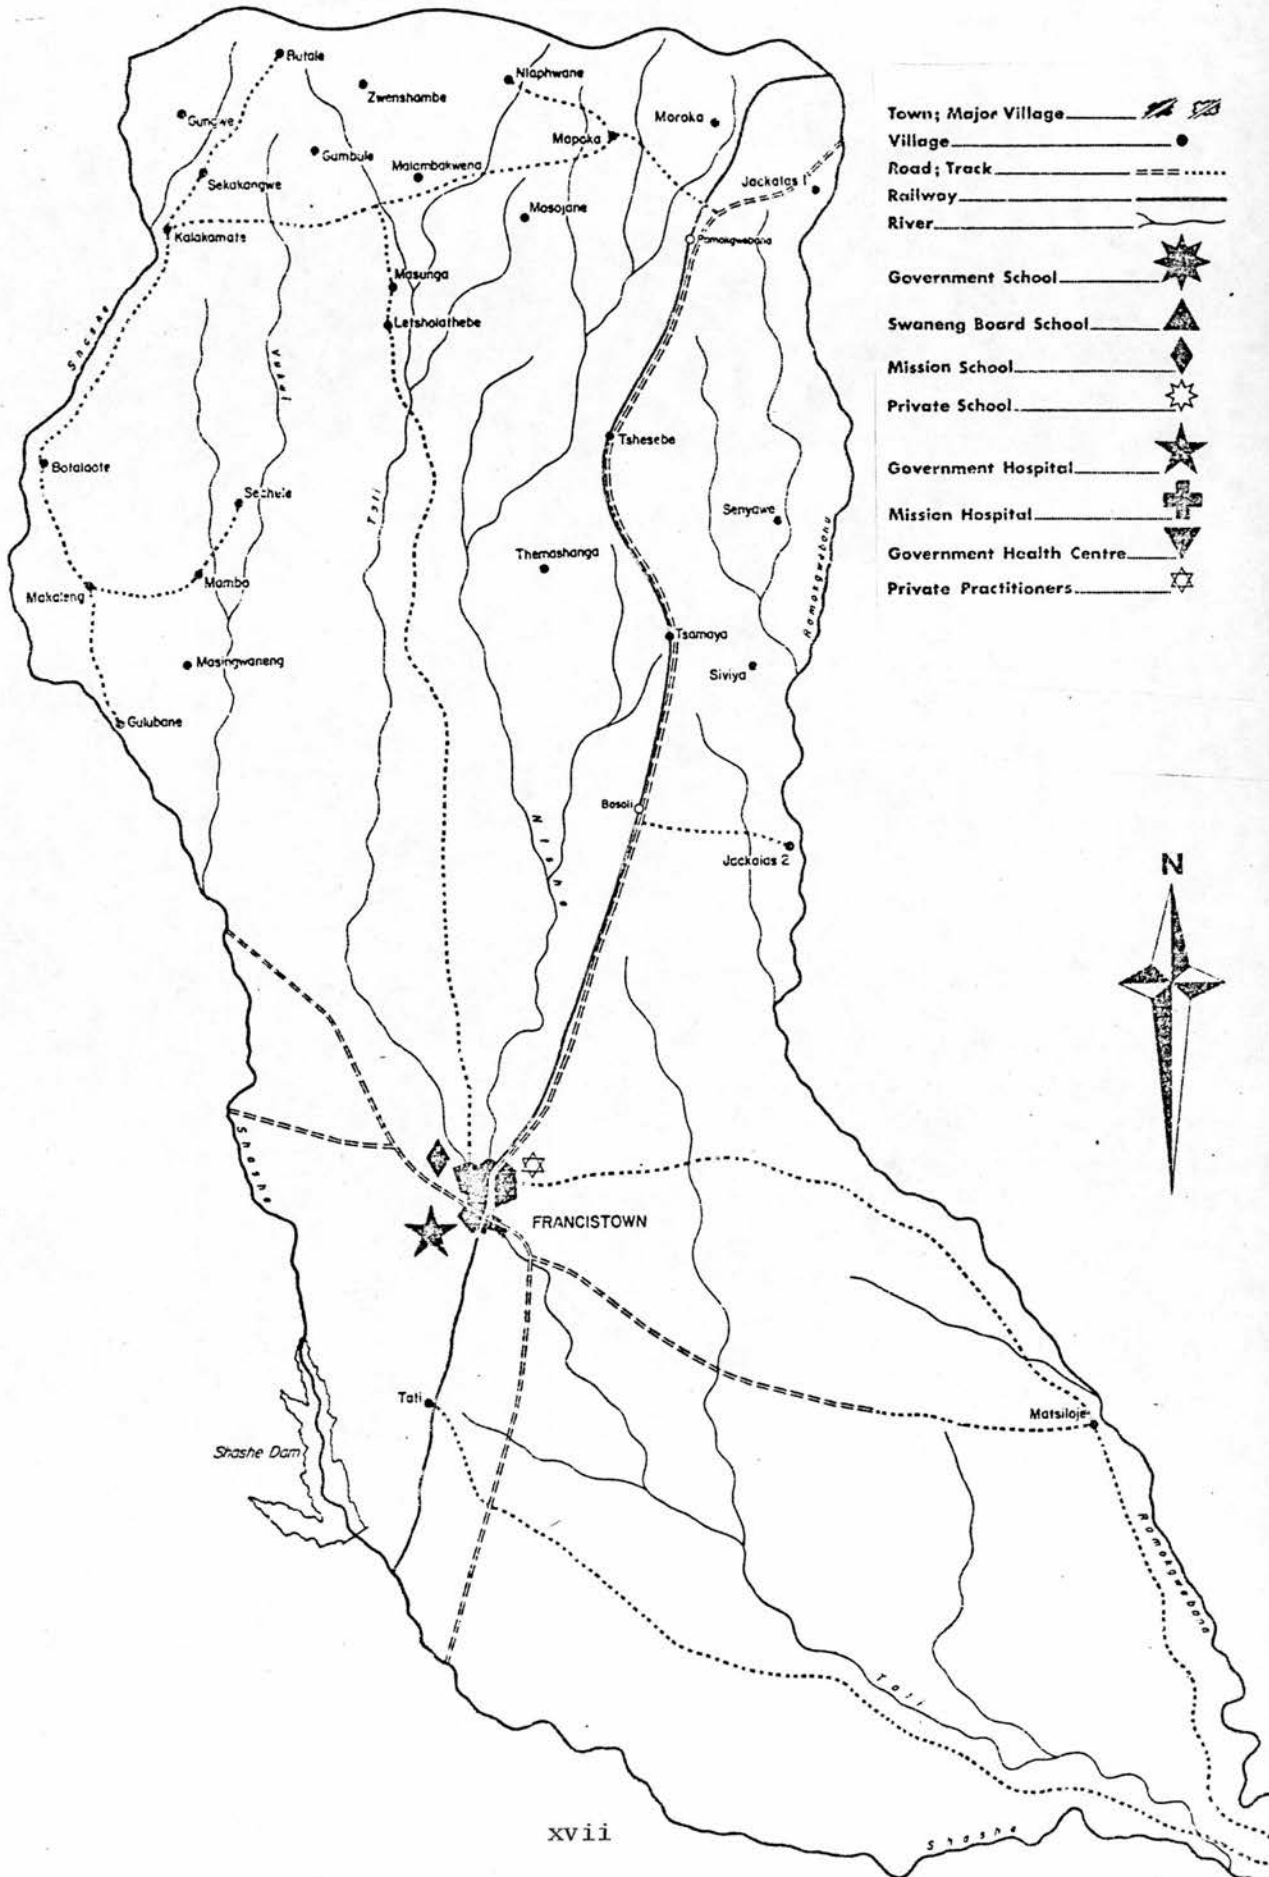 Butale
Zwenshambe
Nlaphwane
Gungwe
Moroka
Mapoka
Gumbule
Malambakwena
Sekakangwe
Jackalas 1
Mosojane
Kalakamate
Ramokgwebana
Masunga
Letsholathebe
Shashe
Vukwi
Tshesebe
Botalaote
Sechele
Tati
Senyawe
Themashanga
Mambo
Makaleng
Ramokgwebana
Tsamaya
Masingwaneng
Siviya
Gulubane
Bosoli
Ntshe
Jackalas 2
Shashe
FRANCISTOWN
Tati
Matsiloje
Shashe Dam
Ramokgwebana
Tati
Shashe
xvii
Town; Major Village
Village
Road; Track
Railway
River
Government School
Swaneng Board School
Mission School
Private School
Government Hospital
Mission Hospital
Government Health Centre
Private Practitioners
N